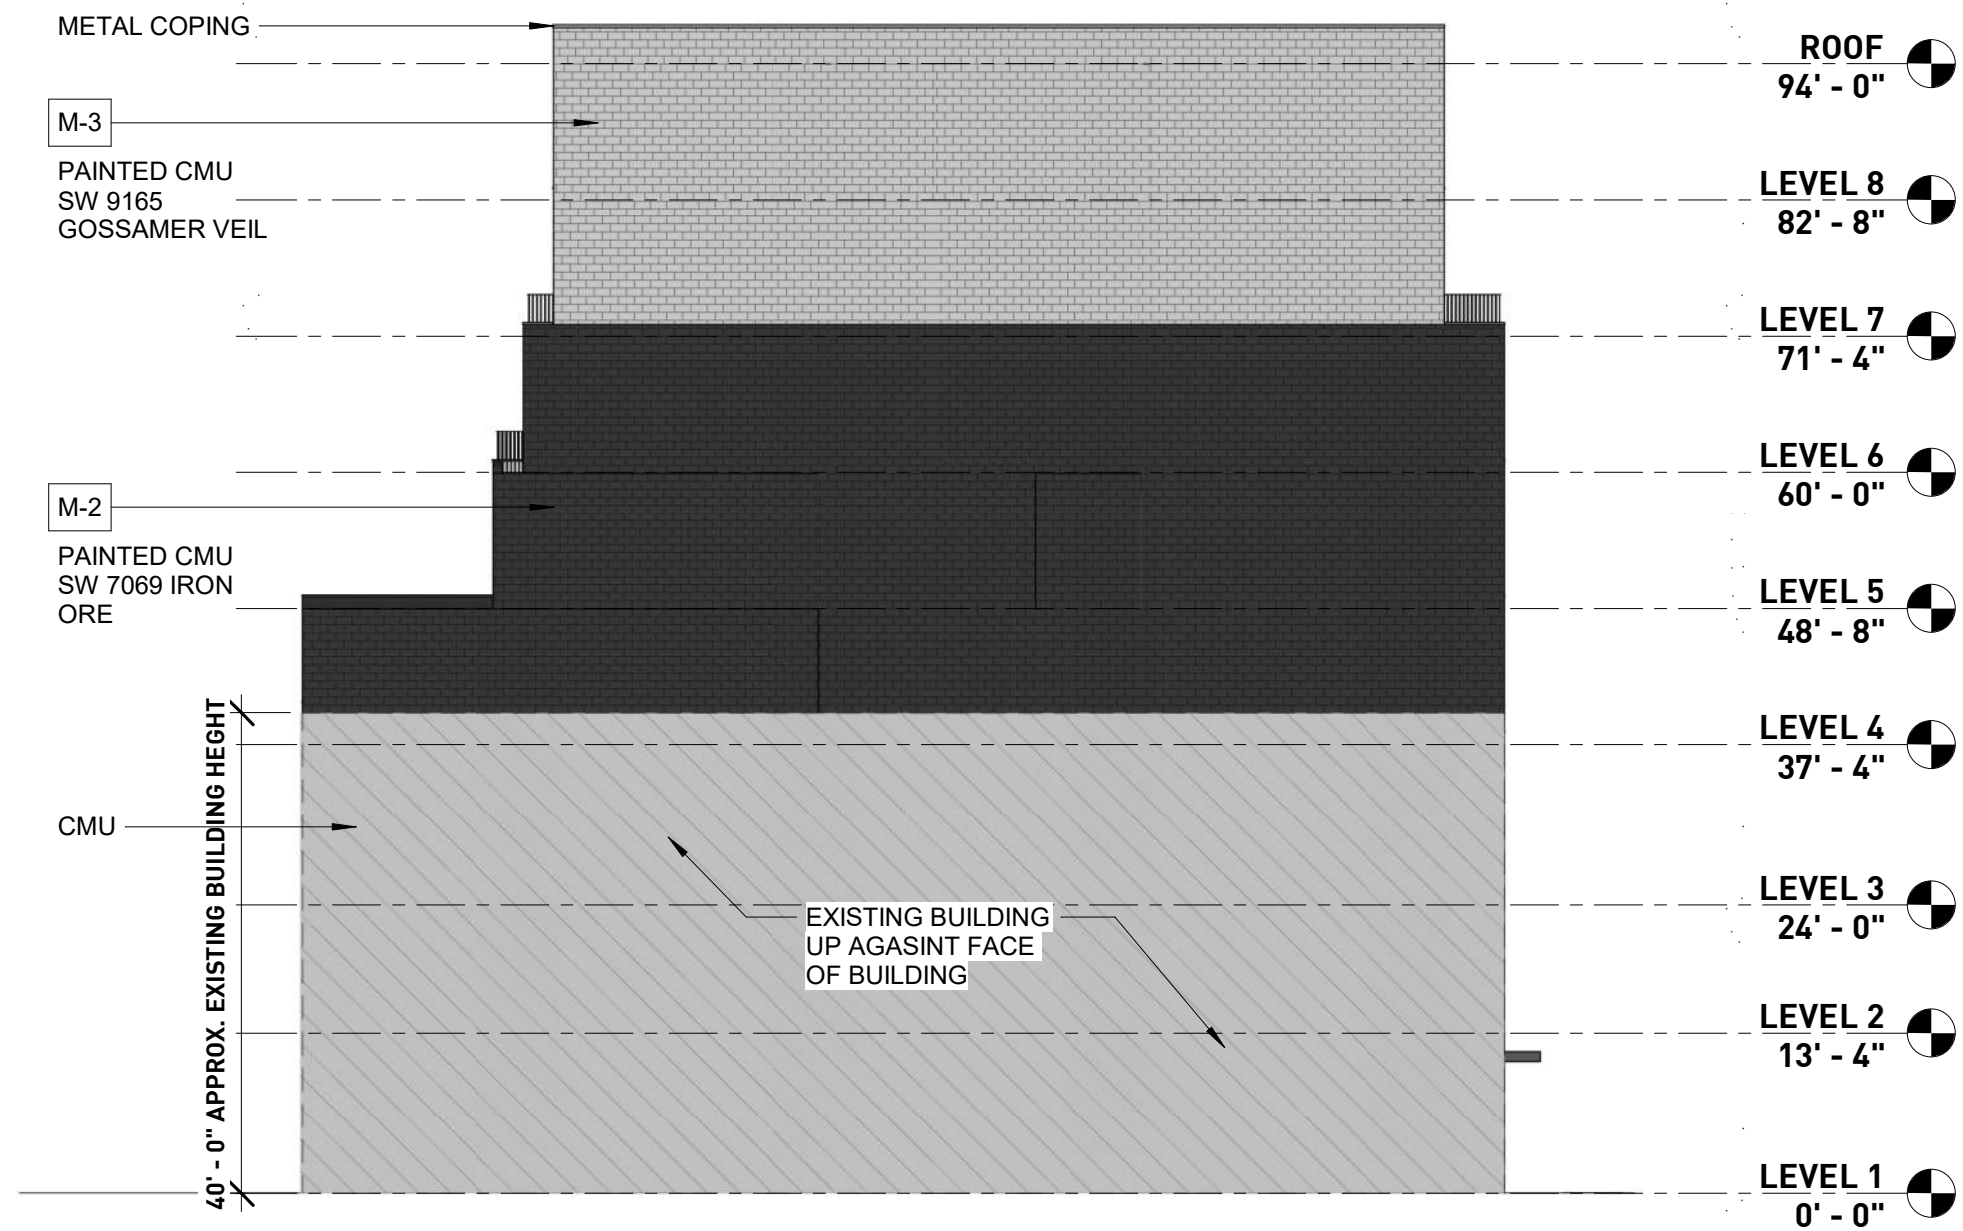 METAL COPING
M-3
PAINTED CMU
SW 9165
GOSSAMER VEIL
M-2
PAINTED CMU
SW 7069 IRON
ORE
40' - 0" APPROX. EXISTING BUILDING HEGHT
CMU
EXISTING BUILDING
UP AGASINT FACE
OF BUILDING
ROOF
94' - 0"
LEVEL 8
82' - 8"
LEVEL 7
71' - 4"
LEVEL 6
60' - 0"
LEVEL 5
48' - 8"
LEVEL 4
37' - 4"
LEVEL 3
24' - 0"
LEVEL 2
13' - 4"
LEVEL 1
0' - 0"